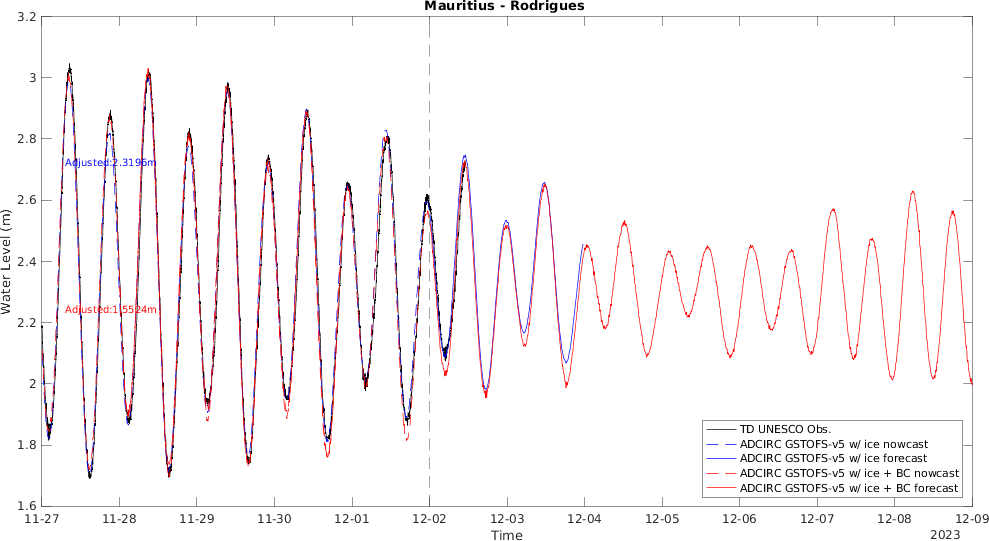 Mauritius - Rodrigues
3.2
3
2.8
2.6
2.4
2.2
2
1.8
1.6
Water Level (m)
Adjusted:2.3196m
Adjusted:1.5524m
TD UNESCO Obs.
ADCIRC GSTOFS-v5 w/ ice nowcast
ADCIRC GSTOFS-v5 w/ ice forecast
ADCIRC GSTOFS-v5 w/ ice + BC nowcast
ADCIRC GSTOFS-v5 w/ ice + BC forecast
11-27 11-28 11-29 11-30 12-01 12-02 12-03 12-04 12-05 12-06 12-07 12-08 12-09
Time
2023